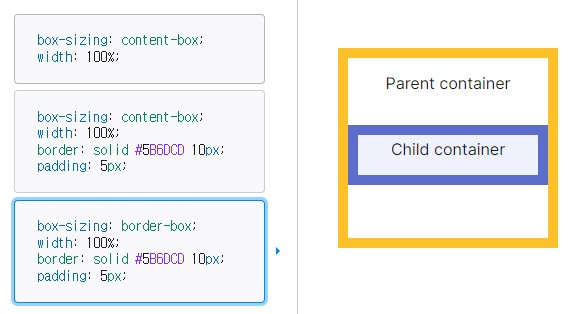 box-sizing: content-box;
width: 100%;
box-sizing: content-box;
width: 100%;
border: solid #5B6DCD 10px;
padding: 5px;
box-sizing: border-box;
width: 100%;
border: solid #5B6DCD 10px;
padding: 5px;
Parent container
Child container